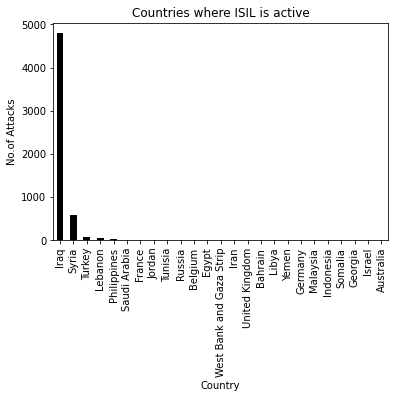 Countries where ISIL is active
No.of Attacks
5000
4000
3000
2000
1000
0
Iraq
Syria
Turkey
Lebanon
Philippines
Saudi Arabia
France
Jordan
Tunisia
Russia
Belgium
Egypt
West Bank and Gaza Strip
Iran
United Kingdom
Bahrain
Libya
Yemen
Germany
Malaysia
Indonesia
Somalia
Georgia
Israel
Australia
Country